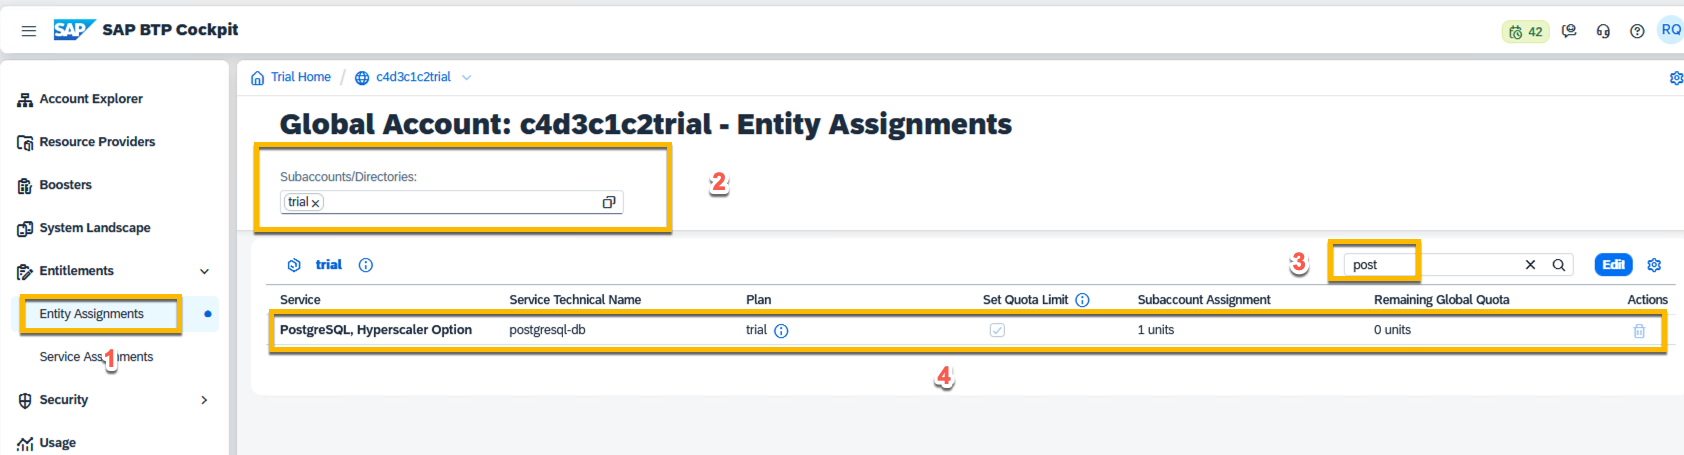 SAP SAP BTP Cockpit
42
RQ
Account Explorer
Resource Providers
Boosters
System Landscape
Entitlements
Entity Assignments
1
Service Assignments
Security
Usage
Trial Home / c4d3c1c2trial
Global Account: c4d3c1c2trial - Entity Assignments
Subaccounts/Directories:
trial
2
trial
3
post
Edit
Service Service Technical Name Plan Set Quota Limit Subaccount Assignment Remaining Global Quota Actions
PostgreSQL, Hyperscaler Option postgresql-db trial 1 units 0 units
4